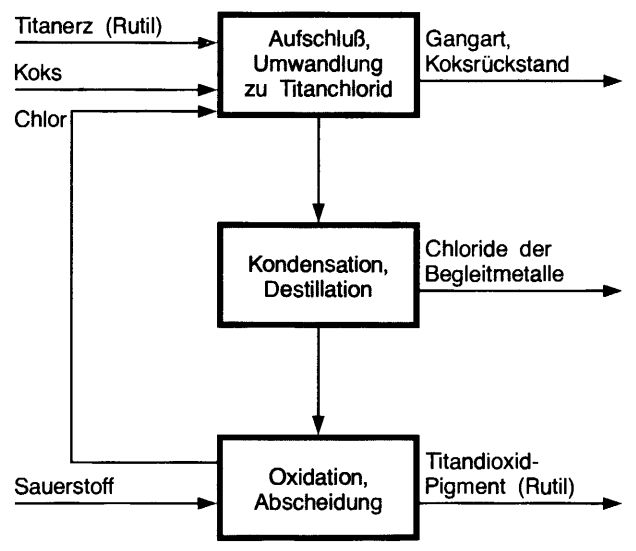 Titanerz (Rutil)
Koks
Chlor
Aufschluß,
Umwandlung
zu Titanchlorid
Gangart,
Koksrückstand
Kondensation,
Destillation
Chloride der
Begleitmetalle
Sauerstoff
Oxidation,
Abscheidung
Titandioxid-
Pigment (Rutil)